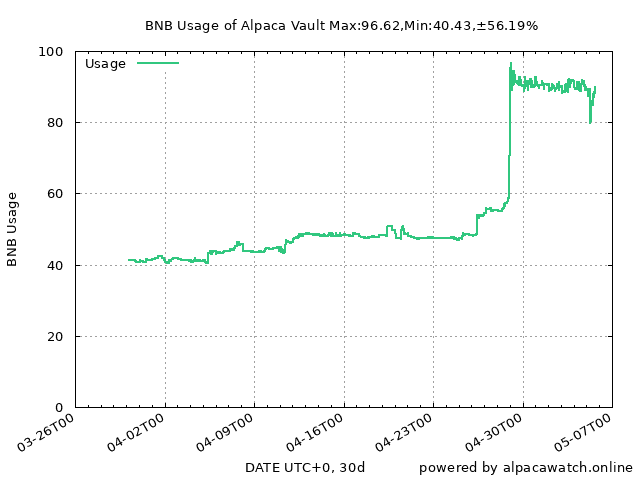 BNB Usage of Alpaca Vault Max:96.62,Min:40.43,±56.19%
Usage
100
80
60
40
20
0
BNB Usage
03-26T00
04-02T00
04-09T00
04-16T00
04-23T00
04-30T00
05-07T00
DATE UTC+0, 30d
powered by alpacawatch.online